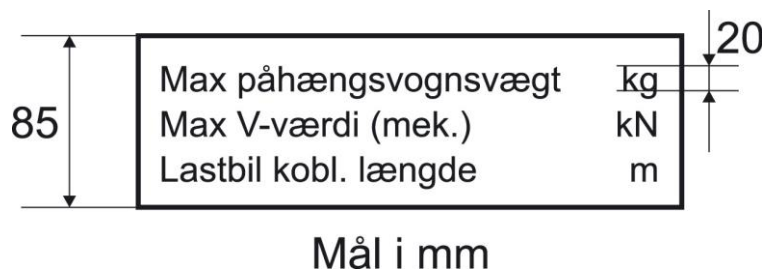 20
85
Max påhængsvognsvægt kg
Max V-værdi (mek.) kN
Lastbil kobl. længde m
Mål i mm